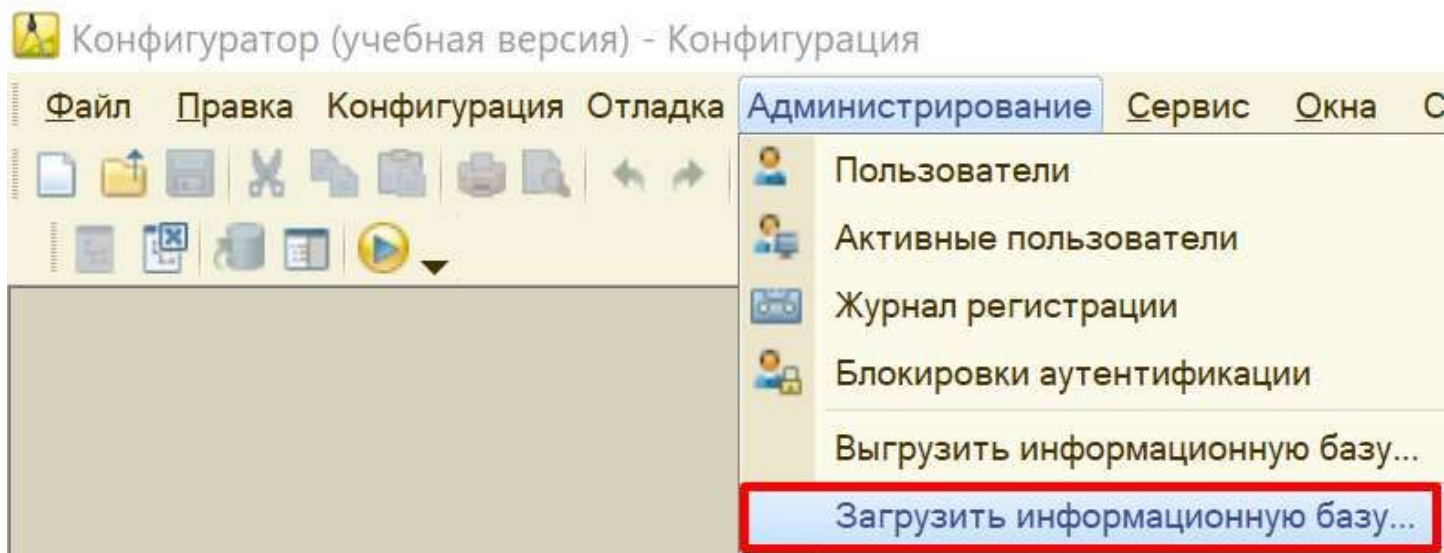 Конфигуратор (учебная версия) - Конфигурация
Файл Правка Конфигурация Отладка Администрирование Сервис Окна С
Пользователи
Активные пользователи
Журнал регистрации
Блокировки аутентификации
Выгрузить информационную базу...
Загрузить информационную базу...